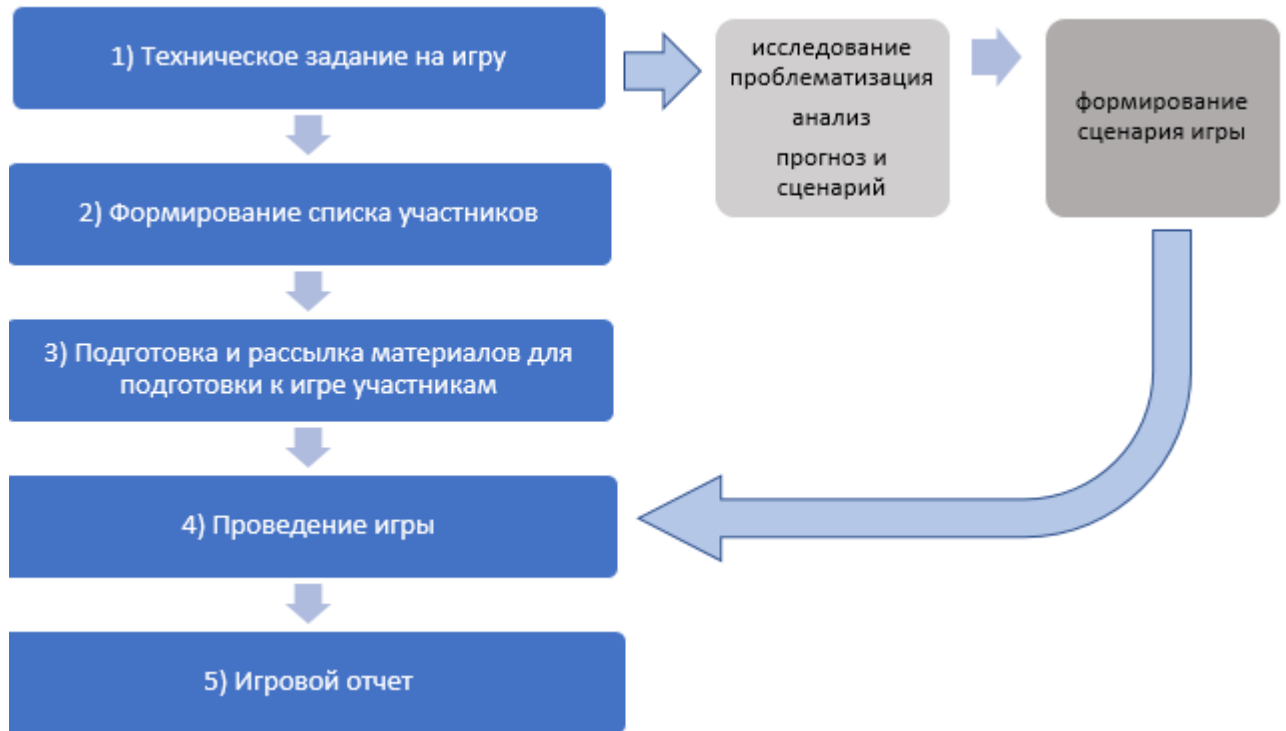 1) Техническое задание на игру
исследование
проблематизация
анализ
прогноз и
сценарий
формирование
сценария игры
2) Формирование списка участников
3) Подготовка и рассылка материалов для
подготовки к игре участникам
4) Проведение игры
5) Игровой отчет